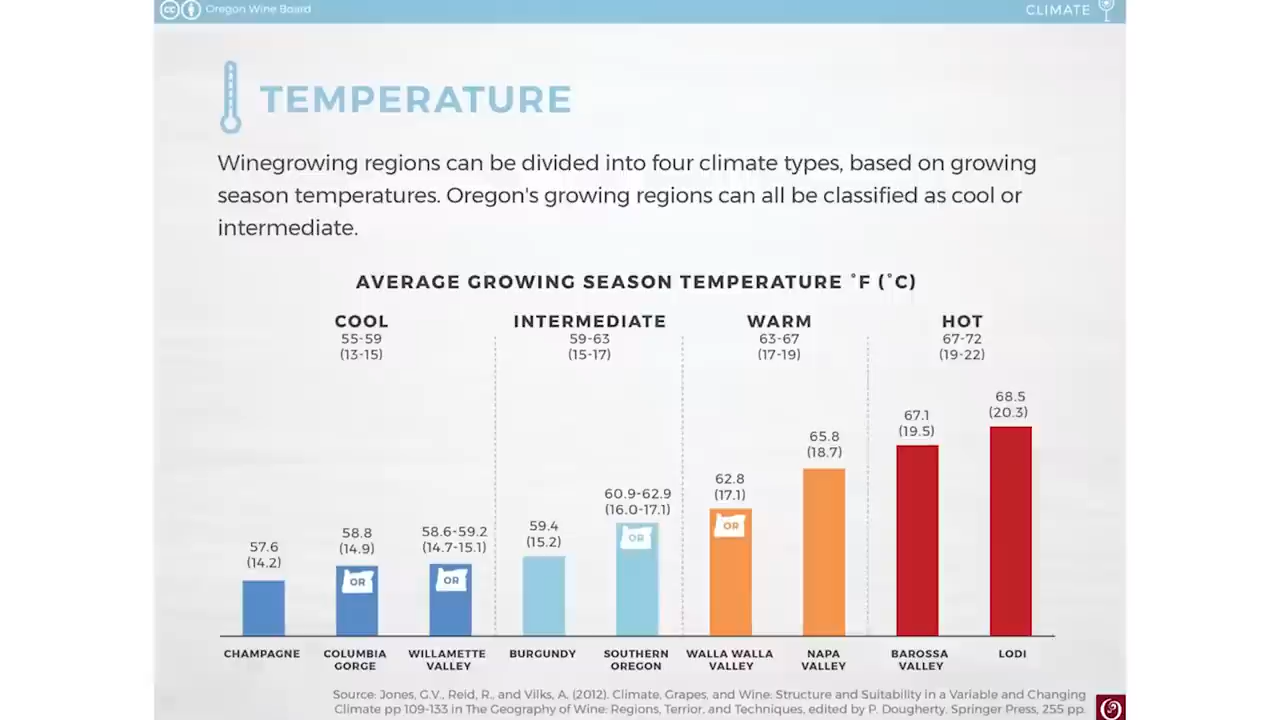 Oregon Wine Board
CLIMATE
TEMPERATURE
Winegrowing regions can be divided into four climate types, based on growing
season temperatures. Oregon's growing regions can all be classified as cool or
intermediate.
AVERAGE GROWING SEASON TEMPERATURE ˚F (˚C)
COOL
55-59
(13-15)
INTERMEDIATE
59-63
(15-17)
WARM
63-67
(17-19)
HOT
67-72
(19-22)
57.6
(14.2)
58.8
(14.9)
58.6-59.2
(14.7-15.1)
59.4
(15.2)
60.9-62.9
(16.0-17.1)
62.8
(17.1)
65.8
(18.7)
67.1
(19.5)
68.5
(20.3)
OR
OR
OR
OR
CHAMPAGNE
COLUMBIA
GORGE
WILLAMETTE
VALLEY
BURGUNDY
SOUTHERN
OREGON
WALLA WALLA
VALLEY
NAPA
VALLEY
BAROSSA
VALLEY
LODI
Source: Jones, G.V., Reid, R., and Vilks, A. (2012). Climate, Grapes, and Wine: Structure and Suitability in a Variable and Changing
Climate pp 109-133 in The Geography of Wine: Regions, Terrior, and Techniques, edited by P. Dougherty. Springer Press, 255 pp.